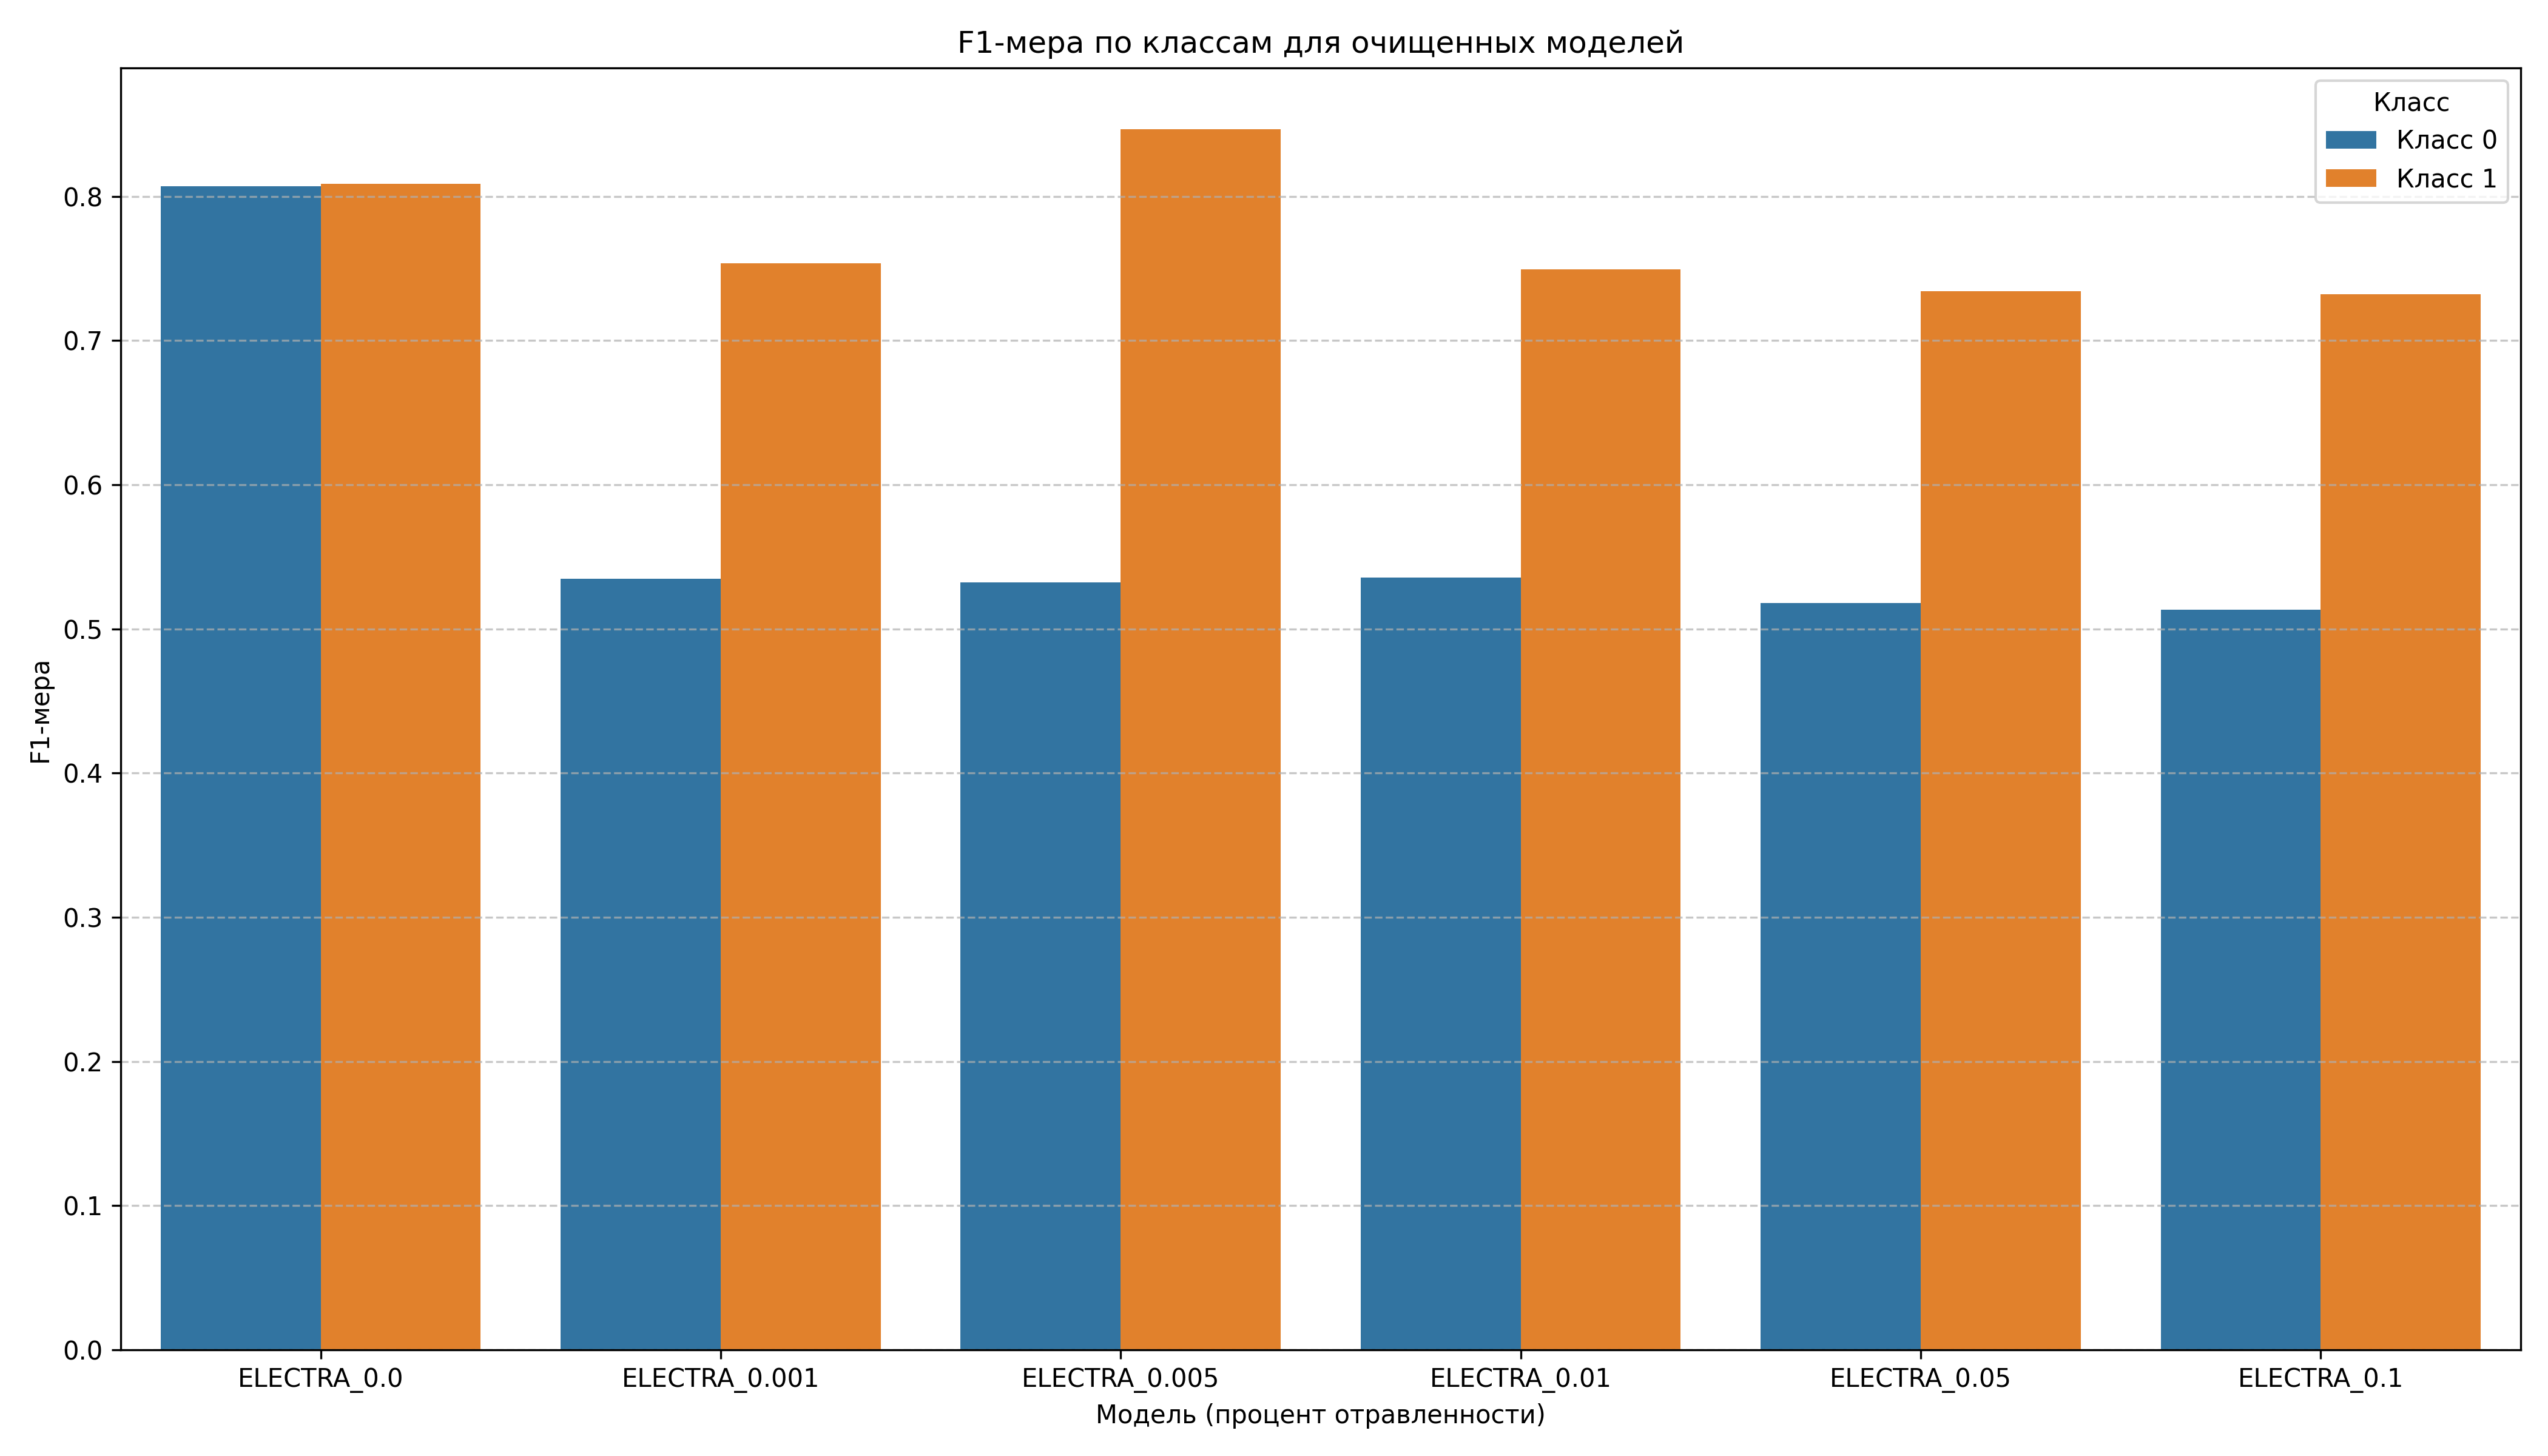 F1-мера по классам для очищенных моделей
Класс
Класс 0
Класс 1
F1-мера
0.8
0.7
0.6
0.5
0.4
0.3
0.2
0.1
0.0
ELECTRA_0.0
ELECTRA_0.001
ELECTRA_0.005
ELECTRA_0.01
ELECTRA_0.05
ELECTRA_0.1
Модель (процент отравленности)